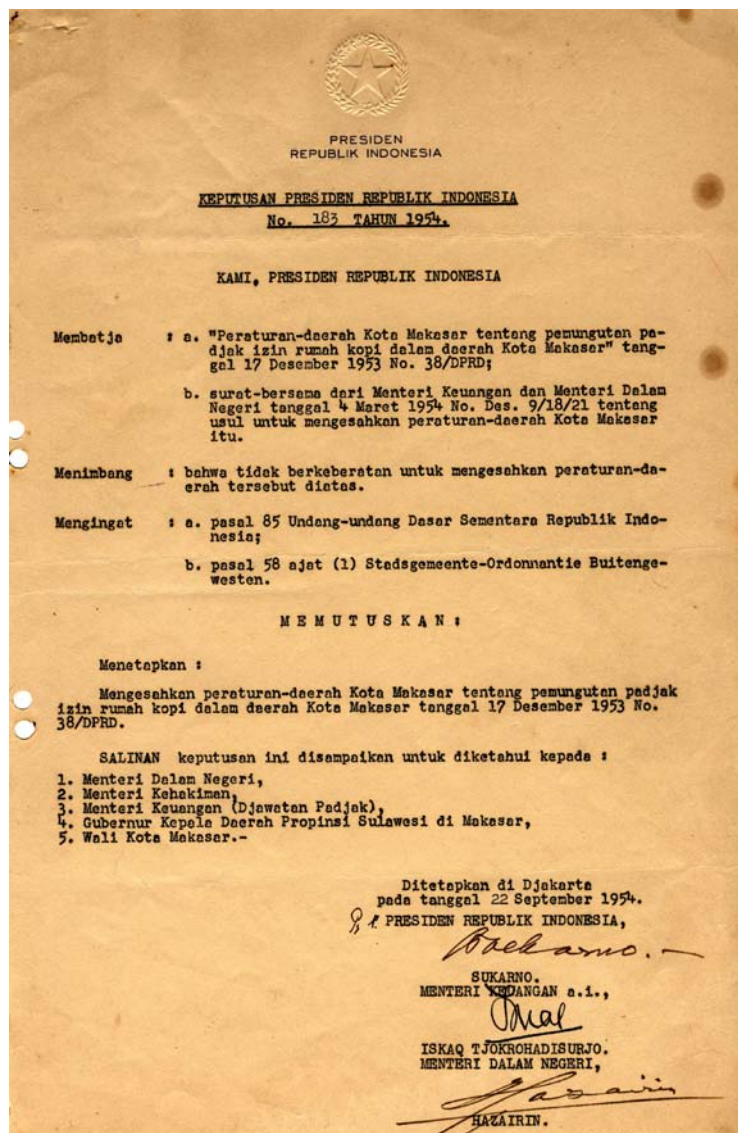 PRESIDEN
REPUBLIK INDONESIA
KEPUTUSAN PRESIDEN REPUBLIK INDONESIA
No. 183 TAHUN 1954.
KAMI, PRESIDEN REPUBLIK INDONESIA
Membatja : a. "Peraturan-daerah Kota Makasar tentang pemungutan pa-
djak izin rumah kopi dalam daerah Kota Makasar" tang-
gal 17 Desember 1953 No. 38/DPRD;
b. surat-bersama dari Menteri Keuangan dan Menteri Dalam
Negeri tanggal 4 Maret 1954 No. Des. 9/18/21 tentang
usul untuk mengesahkan peraturan-daerah Kota Makasar
itu.
Menimbang : bahwa tidak berkeberatan untuk mengesahkan peraturan-da-
erah tersebut diatas.
Mengingat : a. pasal 85 Undang-undang Dasar Sementara Republik Indo-
nesia;
b. pasal 58 ajat (1) Stadsgemeente-Ordonnantie Buitenge-
westen.
M E M U T U S K A N :
Menetapkan :
Mengesahkan peraturan-daerah Kota Makasar tentang pemungutan padjak
izin rumah kopi dalam daerah Kota Makasar tanggal 17 Desember 1953 No.
38/DPRD.
SALINAN keputusan ini disampaikan untuk diketahui kepada :
1. Menteri Dalam Negeri,
2. Menteri Kehakiman,
3. Menteri Keuangan (Djawatan Padjak),
4. Gubernur Kepala Daerah Propinsi Sulawesi di Makasar,
5. Wali Kota Makasar.-
Ditetapkan di Djakarta
pada tanggal 22 September 1954.
PRESIDEN REPUBLIK INDONESIA,
Soekarno.-
SUKARNO.
MENTERI KEUANGAN a.i.,
ISKAQ TJOKROHADISURJO.
MENTERI DALAM NEGERI,
Hazairin
HAZAIRIN.